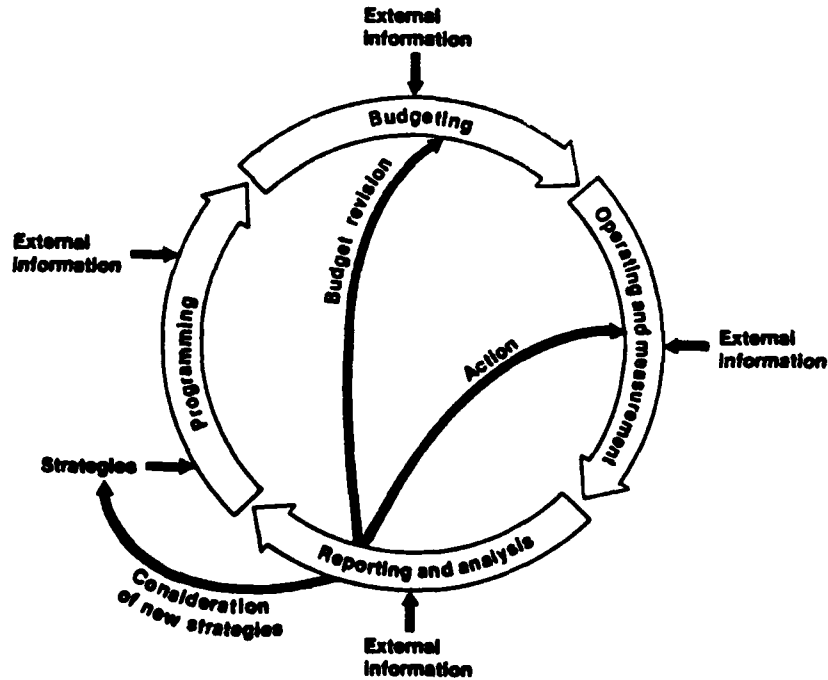 External
information
Budgeting
Budget revision
External
information
Operating and measurement
Programming
Action
External
information
Strategies
Reporting and analysis
Consideration
of new strategies
External
information